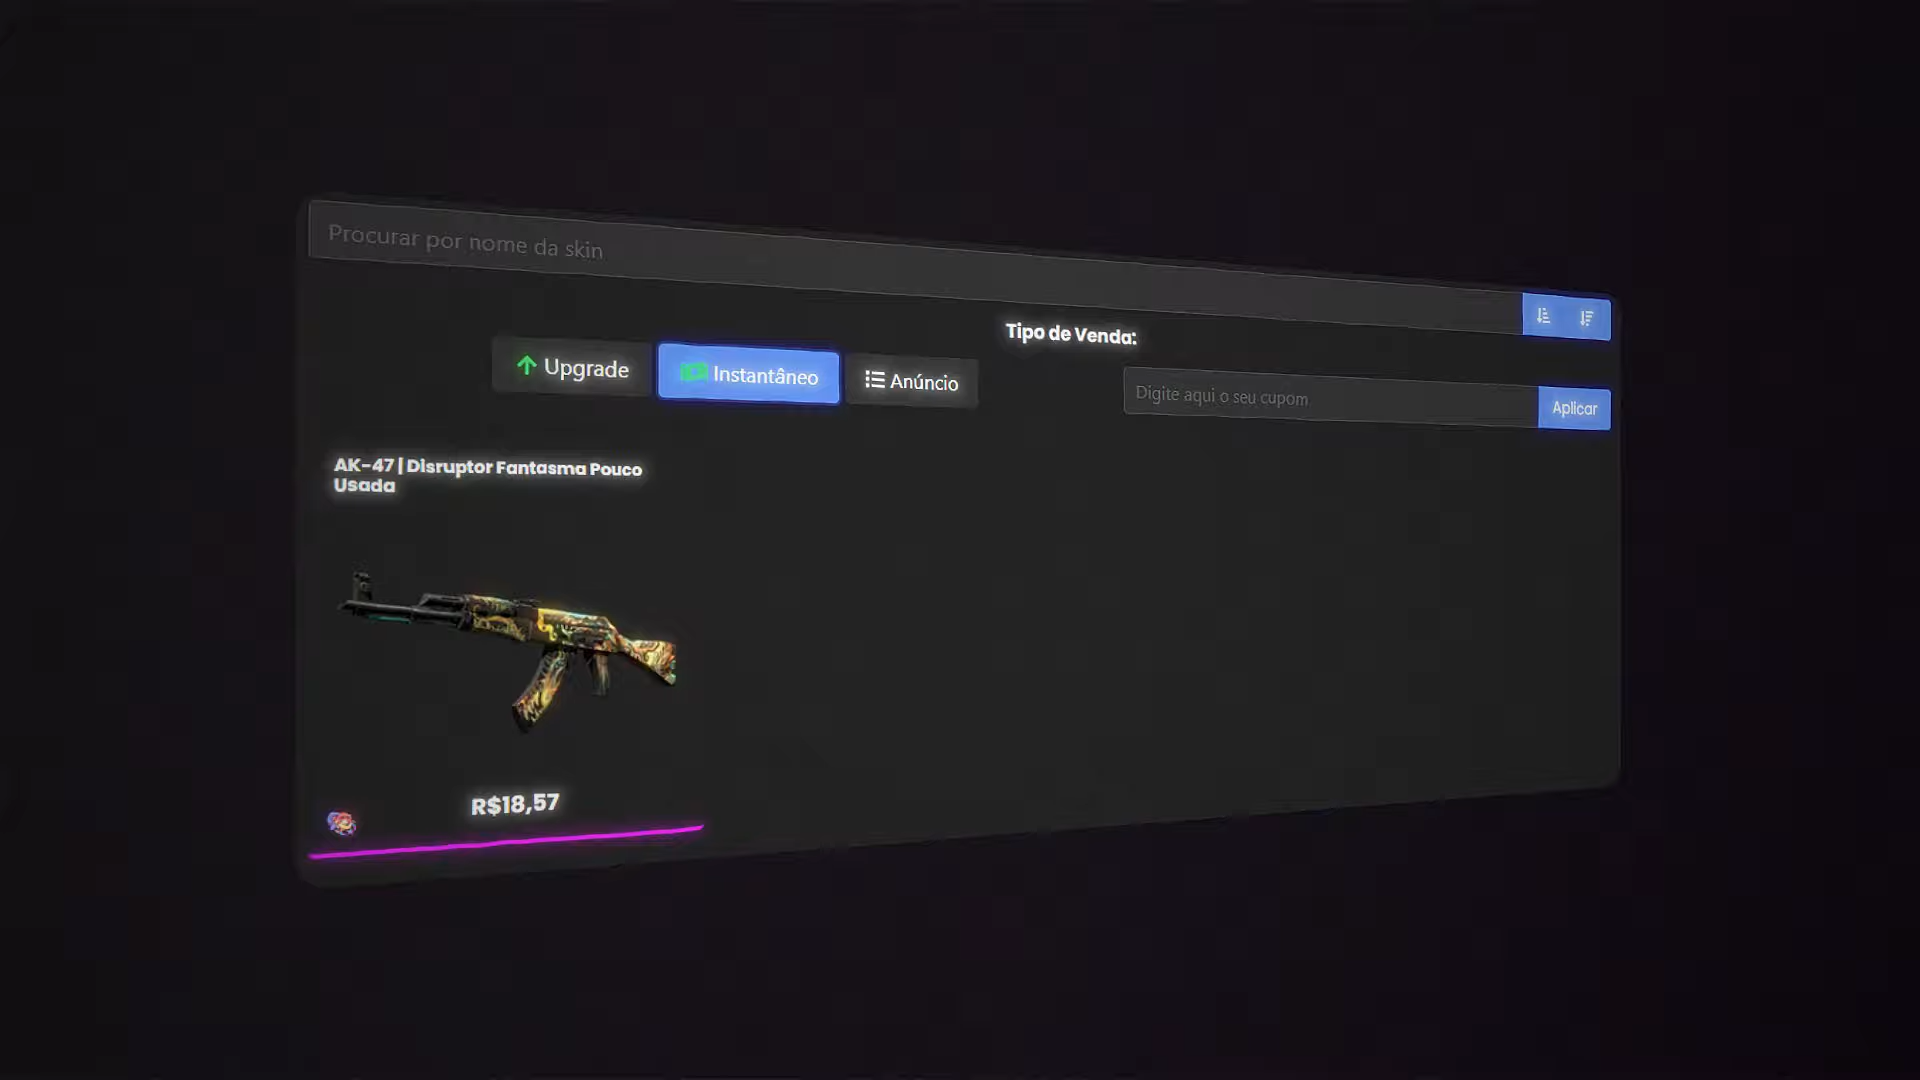 Procurar por nome da skin
Tipo de Venda:
Upgrade
Instantâneo
Anúncio
Digite aqui o seu cupom
Aplicar
AK-47 | Disruptor Fantasma Pouco
Usada
R$18,57